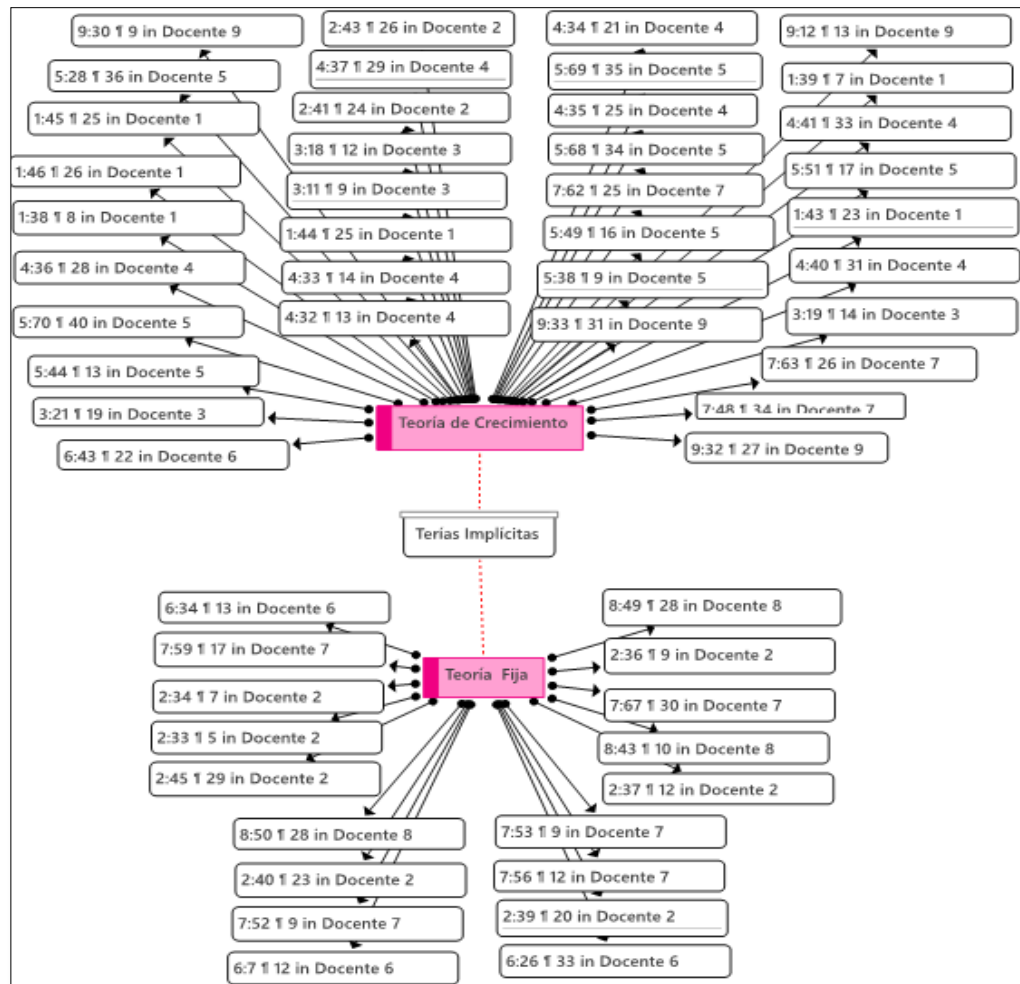 9:30 ¶ 9 in Docente 9
5:28 ¶ 36 in Docente 5
1:45 ¶ 25 in Docente 1
1:46 ¶ 26 in Docente 1
1:38 ¶ 8 in Docente 1
4:36 ¶ 28 in Docente 4
5:70 ¶ 40 in Docente 5
5:44 ¶ 13 in Docente 5
3:21 ¶ 19 in Docente 3
6:43 ¶ 22 in Docente 6
2:43 ¶ 26 in Docente 2
4:37 ¶ 29 in Docente 4
2:41 ¶ 24 in Docente 2
3:18 ¶ 12 in Docente 3
3:11 ¶ 9 in Docente 3
1:44 ¶ 25 in Docente 1
4:33 ¶ 14 in Docente 4
4:32 ¶ 13 in Docente 4
4:34 ¶ 21 in Docente 4
5:69 ¶ 35 in Docente 5
4:35 ¶ 25 in Docente 4
5:68 ¶ 34 in Docente 5
7:62 ¶ 25 in Docente 7
5:49 ¶ 16 in Docente 5
5:38 ¶ 9 in Docente 5
9:33 ¶ 31 in Docente 9
9:12 ¶ 13 in Docente 9
1:39 ¶ 7 in Docente 1
4:41 ¶ 33 in Docente 4
5:51 ¶ 17 in Docente 5
1:43 ¶ 23 in Docente 1
4:40 ¶ 31 in Docente 4
3:19 ¶ 14 in Docente 3
7:63 ¶ 26 in Docente 7
7:48 ¶ 34 in Docente 7
9:32 ¶ 27 in Docente 9
Teoría de Crecimiento
Terías Implícitas
Teoría Fija
6:34 ¶ 13 in Docente 6
7:59 ¶ 17 in Docente 7
2:34 ¶ 7 in Docente 2
2:33 ¶ 5 in Docente 2
2:45 ¶ 29 in Docente 2
8:50 ¶ 28 in Docente 8
2:40 ¶ 23 in Docente 2
7:52 ¶ 9 in Docente 7
6:7 ¶ 12 in Docente 6
8:49 ¶ 28 in Docente 8
2:36 ¶ 9 in Docente 2
7:67 ¶ 30 in Docente 7
8:43 ¶ 10 in Docente 8
2:37 ¶ 12 in Docente 2
7:53 ¶ 9 in Docente 7
7:56 ¶ 12 in Docente 7
2:39 ¶ 20 in Docente 2
6:26 ¶ 33 in Docente 6